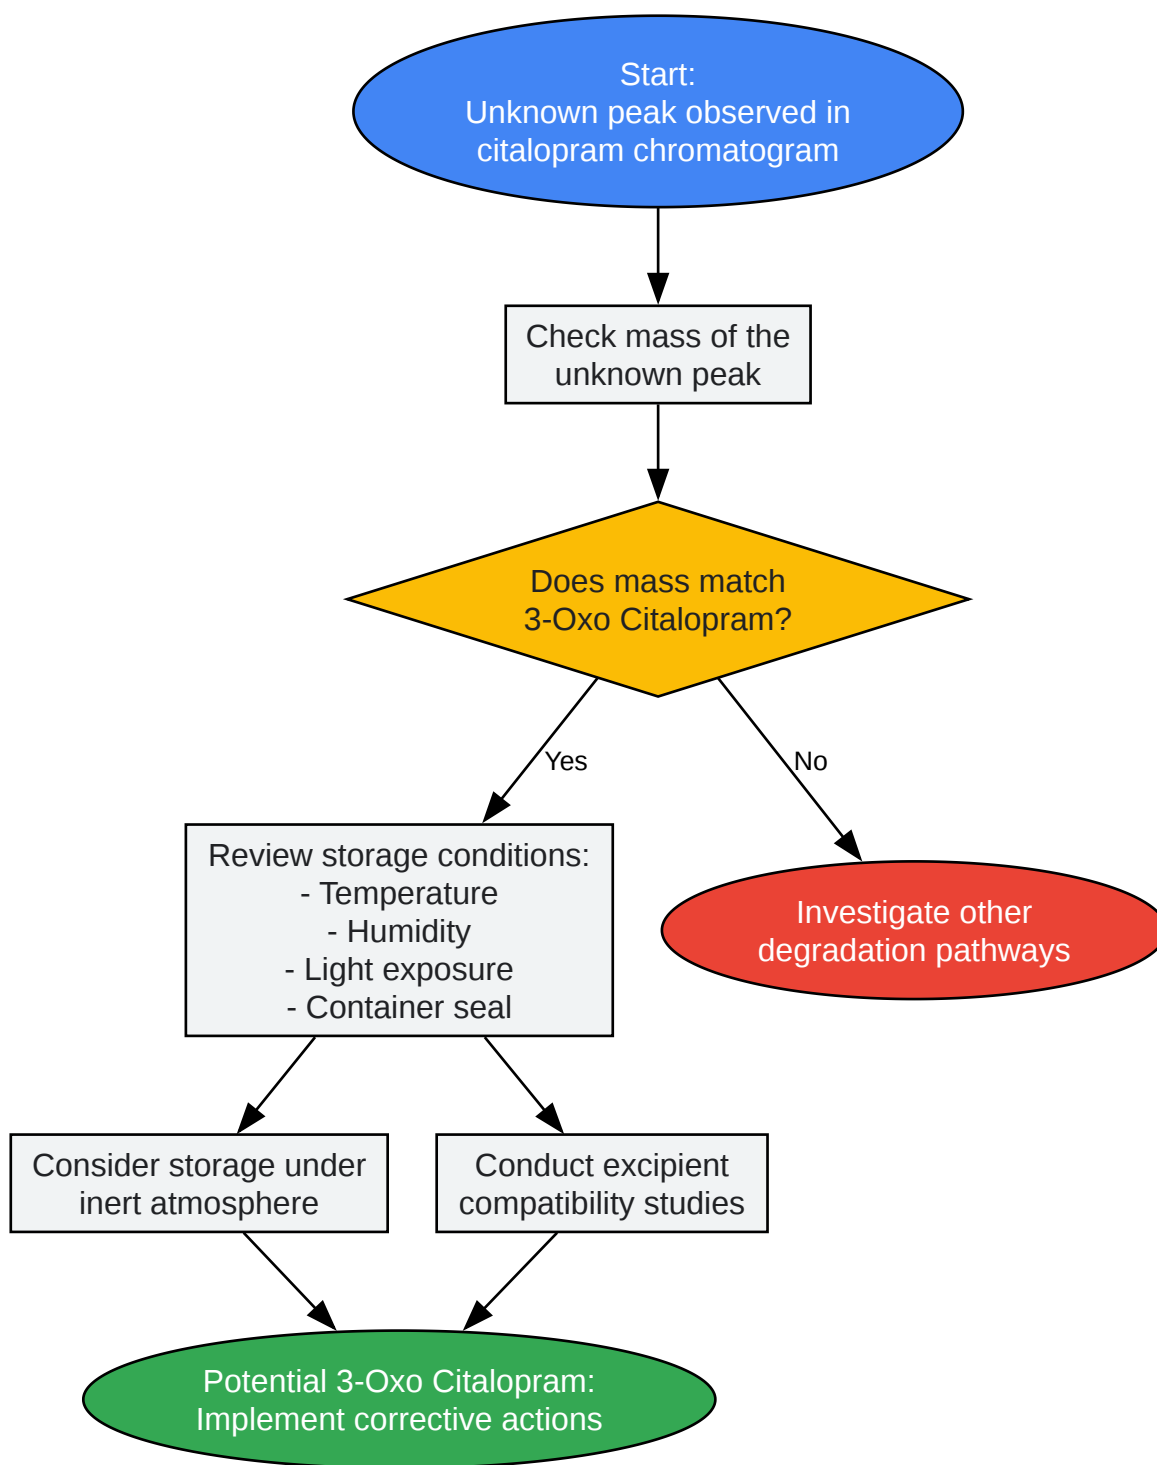 Start:
Unknown peak observed in
citalopram chromatogram
Check mass of the
unknown peak
Does mass match
3-Oxo Citalopram?
Yes
No
Review storage conditions:
- Temperature
- Humidity
- Light exposure
- Container seal
Investigate other
degradation pathways
Consider storage under
inert atmosphere
Conduct excipient
compatibility studies
Potential 3-Oxo Citalopram:
Implement corrective actions